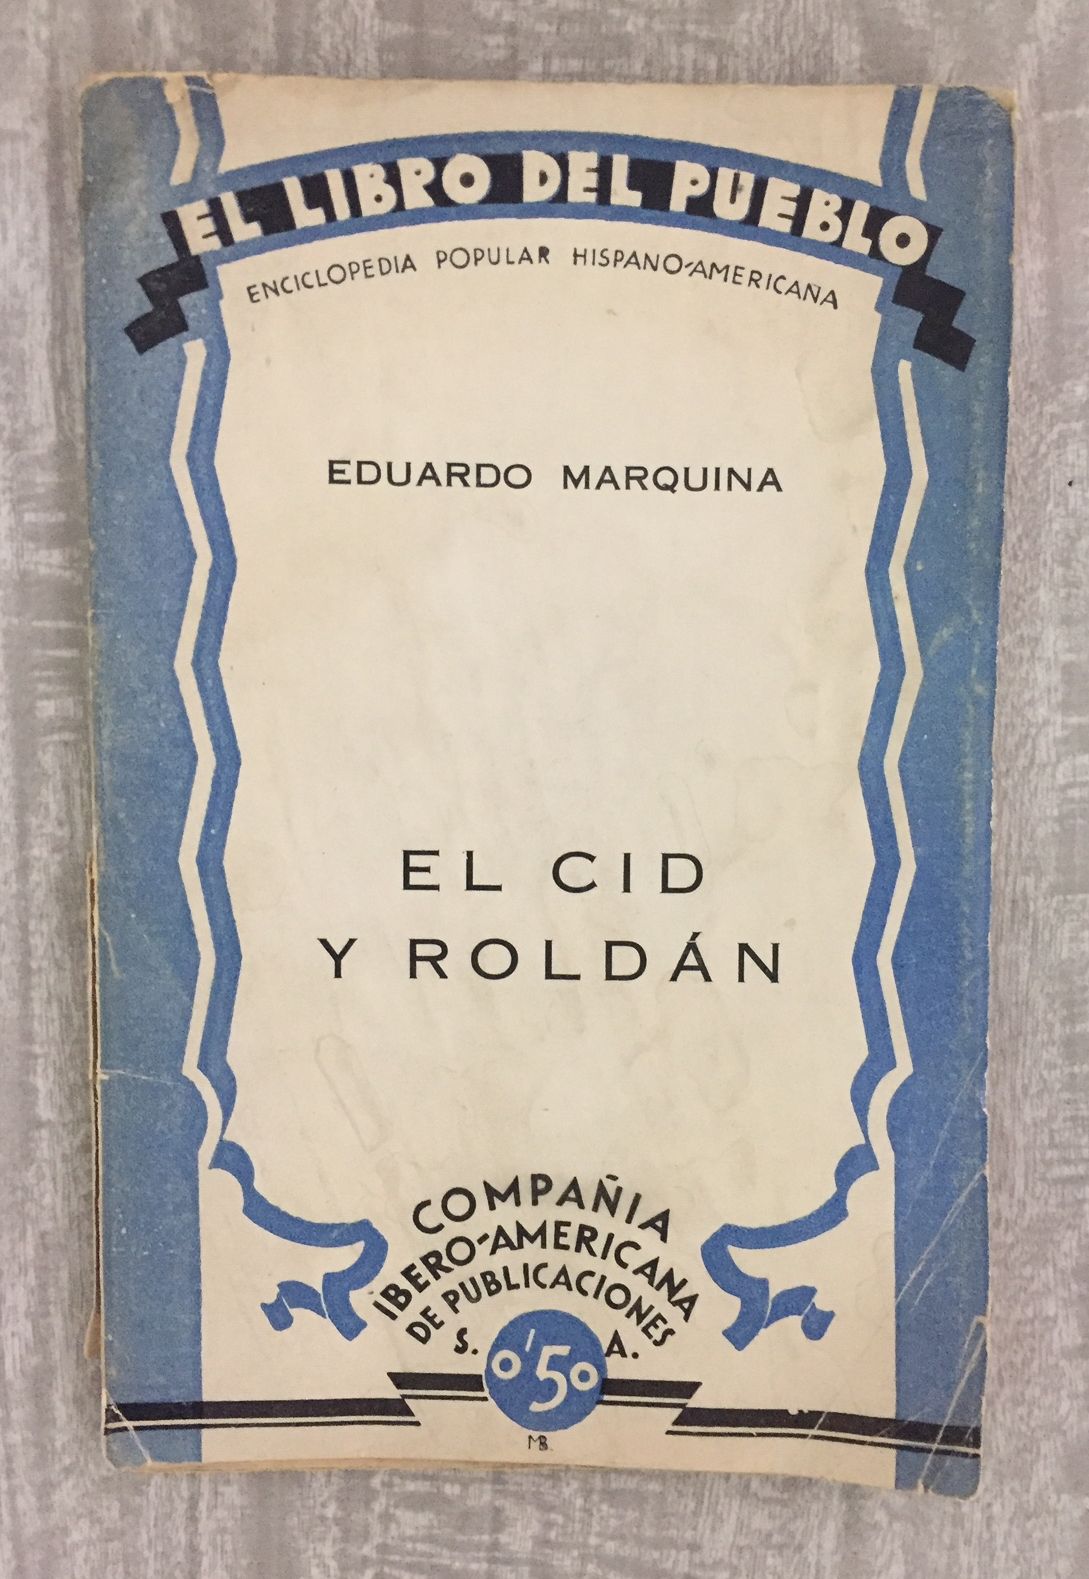 EL LIBRO DEL PUEBLO
ENCICLOPEDIA POPULAR HISPANO-AMERICANA
EDUARDO MARQUINA
EL CID
Y ROLDÁN
COMPAÑIA
IBERO-AMERICANA
DE PUBLICACIONES
S. A.
0'50
MB